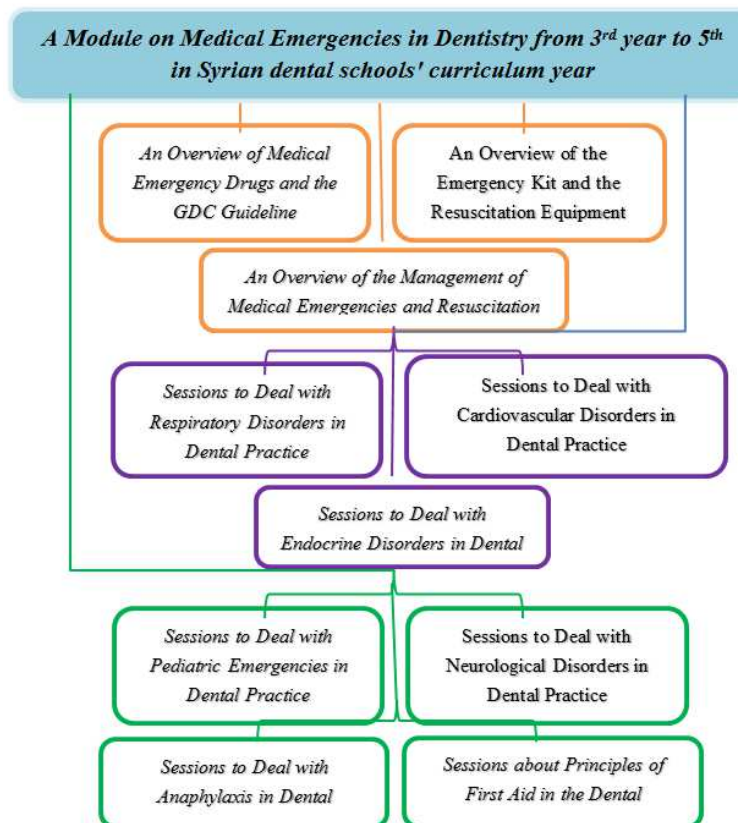 A Module on Medical Emergencies in Dentistry from 3rd year to 5th
in Syrian dental schools' curriculum year
An Overview of Medical
Emergency Drugs and the
GDC Guideline
An Overview of the
Emergency Kit and the
Resuscitation Equipment
An Overview of the Management of
Medical Emergencies and Resuscitation
Sessions to Deal with
Respiratory Disorders in
Dental Practice
Sessions to Deal with
Cardiovascular Disorders in
Dental Practice
Sessions to Deal with
Endocrine Disorders in Dental
Sessions to Deal with
Pediatric Emergencies in
Dental Practice
Sessions to Deal with
Neurological Disorders in
Dental Practice
Sessions to Deal with
Anaphylaxis in Dental
Sessions about Principles of
First Aid in the Dental